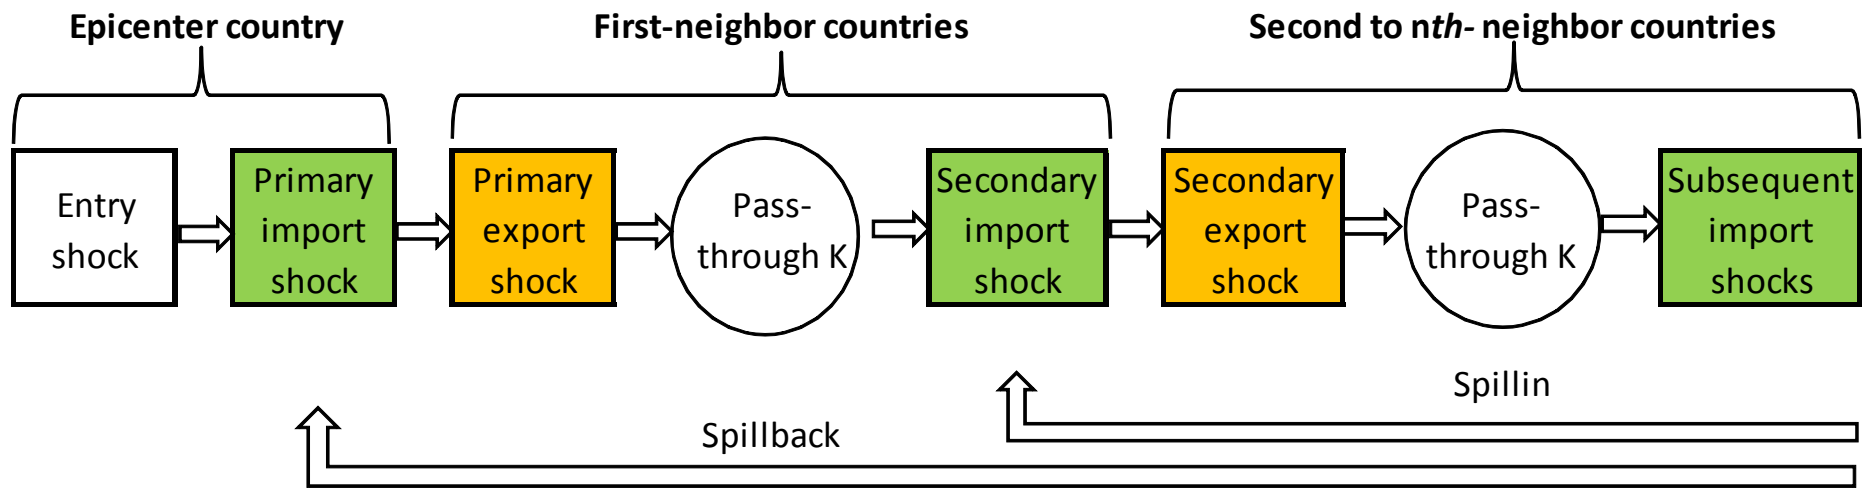 Epicenter country
First-neighbor countries
Second to nth- neighbor countries
Entry
shock
Primary
import
shock
Primary
export
shock
Pass-
through K
Secondary
import
shock
Secondary
export
shock
Pass-
through K
Subsequent
import
shocks
Spillin
Spillback